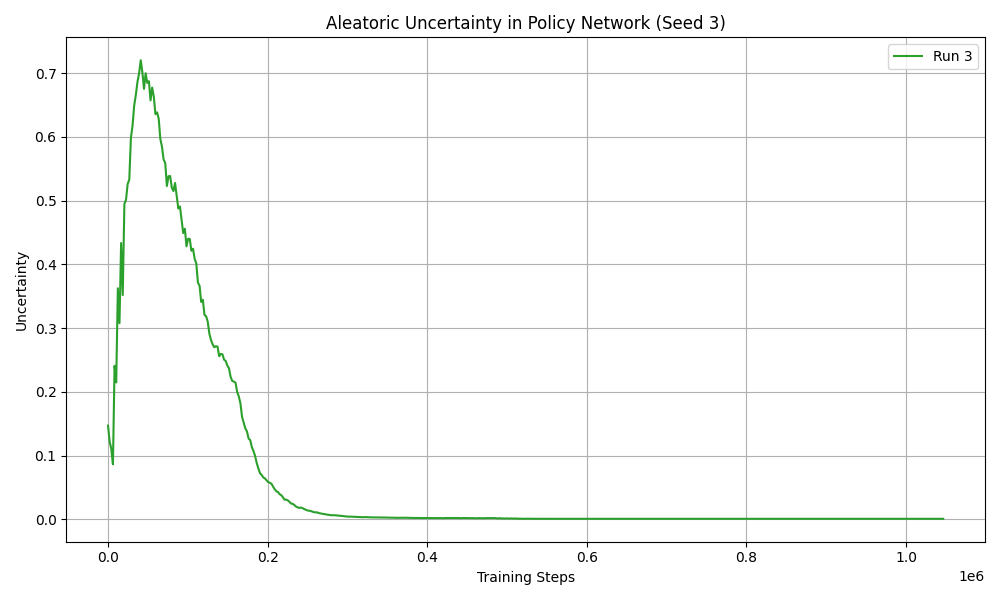 Aleatoric Uncertainty in Policy Network (Seed 3)
Run 3
Uncertainty
0.7
0.6
0.5
0.4
0.3
0.2
0.1
0.0
0.0 0.2 0.4 0.6 0.8 1.0
1e6
Training Steps